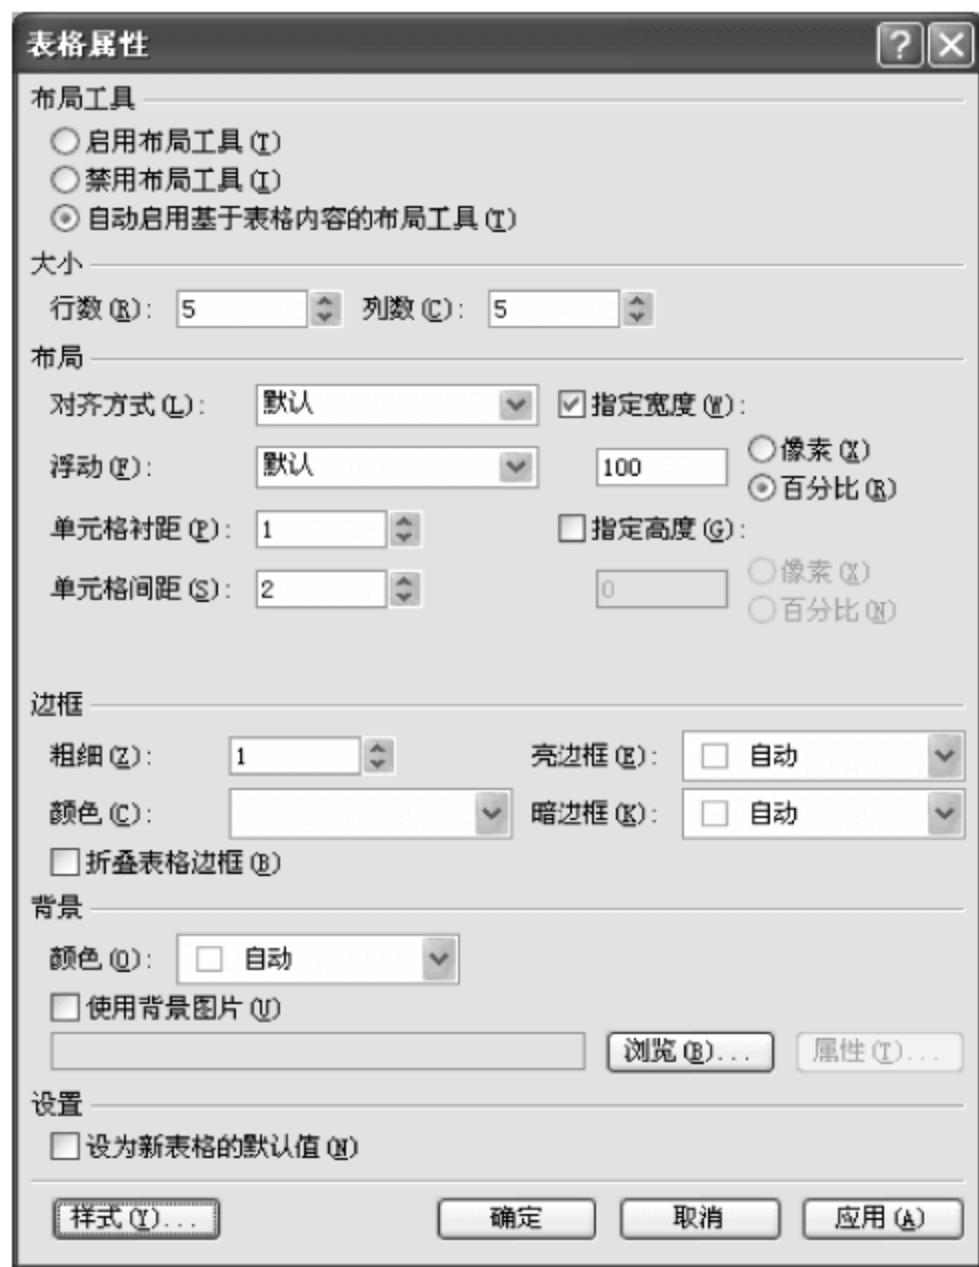 表格属性
布局工具
启用布局工具(T)
禁用布局工具(I)
自动启用基于表格内容的布局工具(T)
大小
行数(R): 5 列数(C): 5
布局
对齐方式(L): 默认 指定宽度(W):
浮动(F): 默认 100 像素(X)
百分比(R)
单元格衬距(P): 1 指定高度(G):
单元格间距(S): 2 0 像素(X)
百分比(N)
边框
粗细(Z): 1 亮边框(E): 自动
颜色(C): 暗边框(K): 自动
折叠表格边框(B)
背景
颜色(O): 自动
使用背景图片(U)
浏览(B)... 属性(T)...
设置
设为新表格的默认值(N)
样式(Y)... 确定 取消 应用(A)